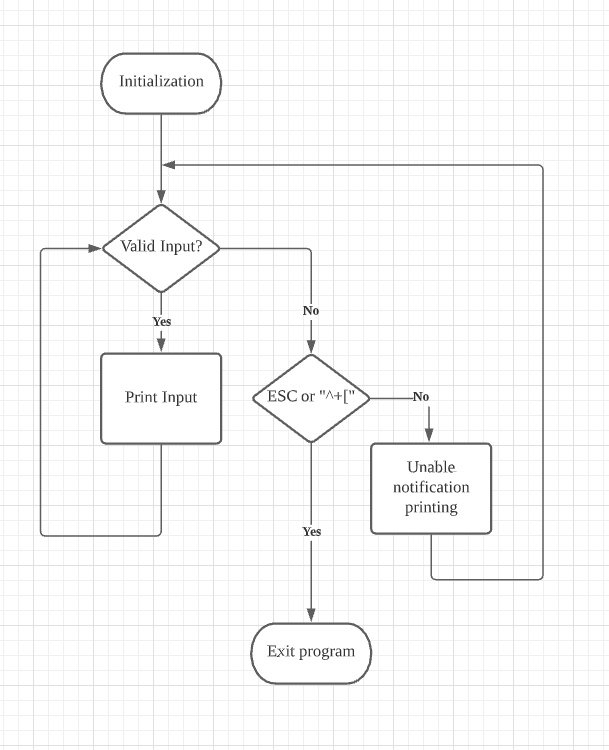 Initialization
Valid Input?
No
Yes
Print Input
ESC or "^+["
No
Unable
notification
printing
Yes
Exit program